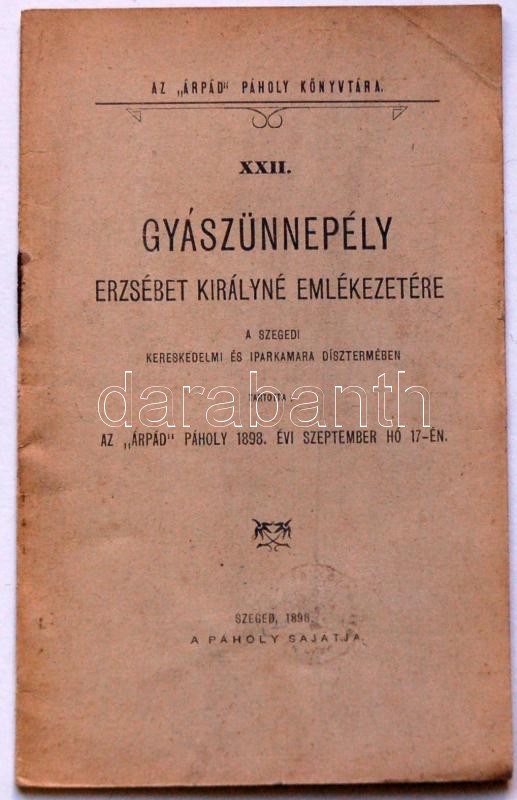 AZ „ÁRPÁD" PÁHOLY KÖNYVTÁRA.
XXII.
GYÁSZÜNNEPÉLY
ERZSÉBET KIRÁLYNÉ EMLÉKEZETÉRE
A SZEGEDI
KERESKEDELMI ÉS IPARKAMARA DÍSZTERMÉBEN
TARTOTTA
darabanth
AZ „ÁRPÁD" PÁHOLY 1898. ÉVI SZEPTEMBER HÓ 17-ÉN.
SZEGED, 1898
A PÁHOLY SAJÁTJA